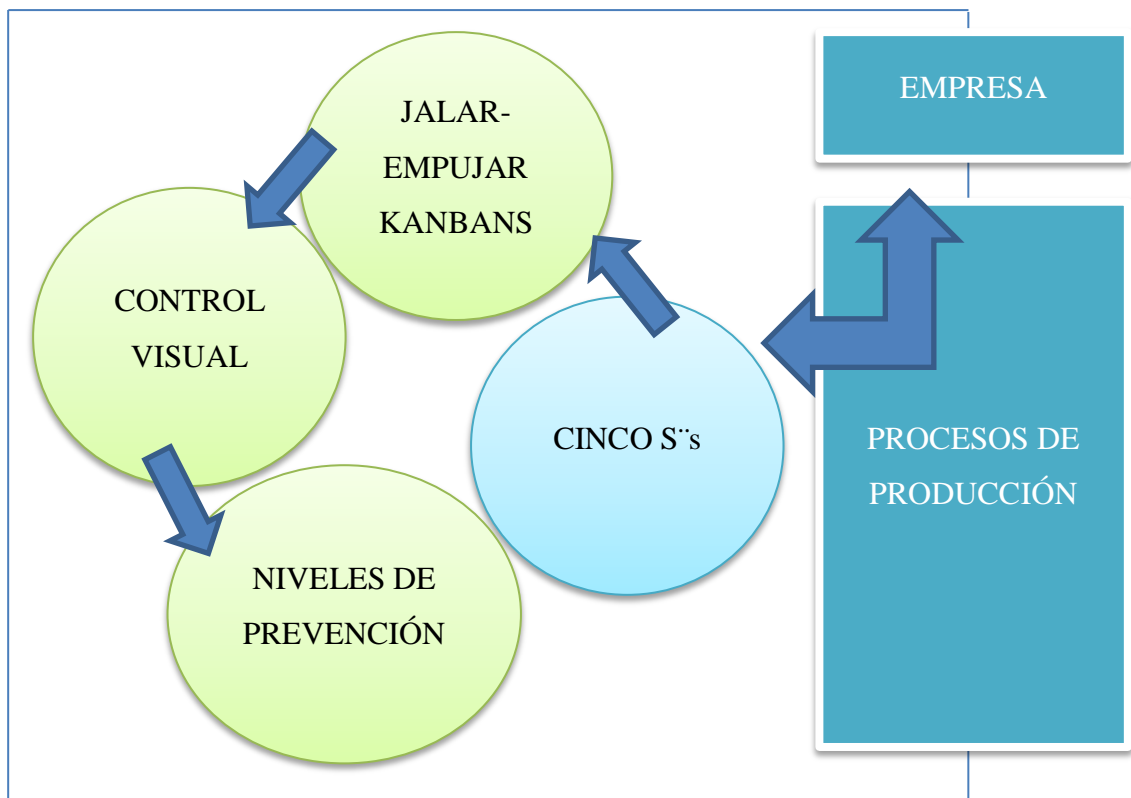 JALAR-
EMPUJAR
KANBANS
EMPRESA
CONTROL
VISUAL
CINCO S¨s
PROCESOS DE
PRODUCCIÓN
NIVELES DE
PREVENCIÓN